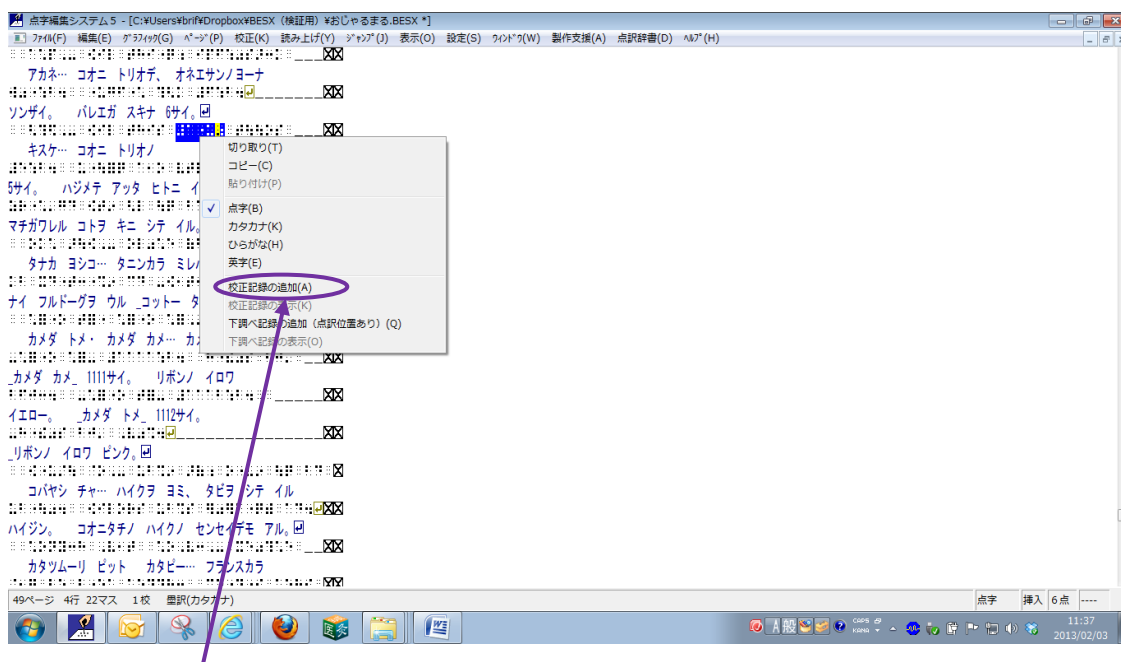 点字編集システム5 - [C:¥Users¥brif¥Dropbox¥BESX（検証用）¥おじゃるまる.BESX *]
ﾌｧｲﾙ(F) 編集(E) ｸﾞﾗﾌｨｯｸ(G) ﾍﾟｰｼﾞ(P) 校正(K) 読み上げ(Y) ｼﾞｬﾝﾌﾟ(J) 表示(O) 設定(S) ｳｨﾝﾄﾞｳ(W) 製作支援(A) 点訳辞書(D) ﾍﾙﾌﾟ(H)
アカネ… コオニ トリオデ、 オネエサンノヨーナ
ソンザイ。 バレエガ スキナ 6サイ。
キスケ… コオニ トリオノ
5サイ。 ハジメテ アッタ ヒトニ イ
マチガワレル コトヲ キニ シテ イル。
タナカ ヨシコ… タニンカラ ミレバ
ナイ ブルドーグヲ ウル _コットー タ
カメダ トメ・ カメダ カメ… カ
_カメダ カメ_ 1111サイ。 リボンノ イロワ
イエロー。 _カメダ トメ_ 1112サイ。
_リボンノ イロワ ピンク。
コバヤシ チャ… ハイクヲ ヨミ、 タビヲ シテ イル
ハイジン。 コオニタチノ ハイクノ センセイデモ アル。
カタツムーリ ピット カタピー… フランスカラ
切り取り(T)
コピー(C)
貼り付け(P)
点字(B)
カタカナ(K)
ひらがな(H)
英字(E)
校正記録の追加(A)
校正記録の表示(K)
下調べ記録の追加（点訳位置あり）(Q)
下調べ記録の表示(O)
49ページ 4行 22マス 1校 墨訳(カタカナ)
点字 挿入 6点 ----
A 般 CAPS KANA
11:37
2013/02/03